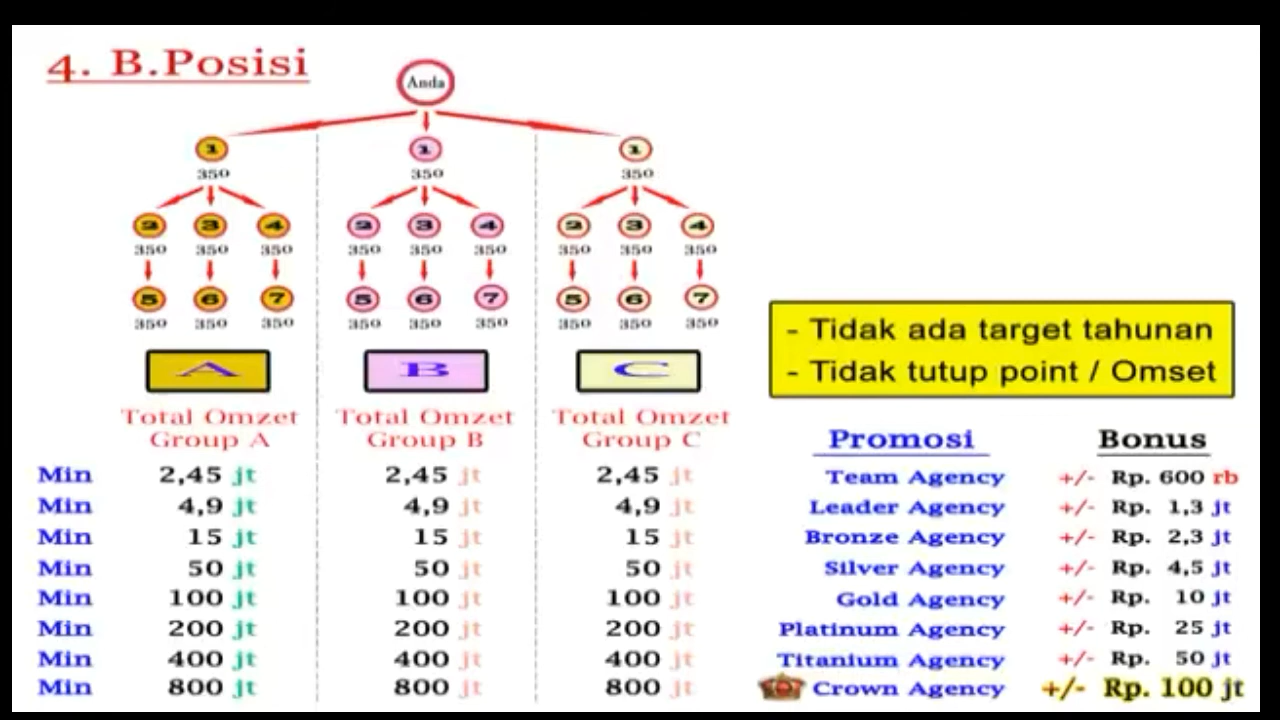 4. B.Posisi
Anda
1 1 1
350 350 350
2 3 4 2 3 4 2 3 4
350 350 350 350 350 350 350 350 350
5 6 7 5 6 7 5 6 7
350 350 350 350 350 350 350 350 350
A B C
- Tidak ada target tahunan
- Tidak tutup point / Omset
Total Omzet Total Omzet Total Omzet
Group A Group B Group C
Promosi Bonus
Min 2,45 jt 2,45 jt 2,45 jt Team Agency +/- Rp. 600 rb
Min 4,9 jt 4,9 jt 4,9 jt Leader Agency +/- Rp. 1,3 jt
Min 15 jt 15 jt 15 jt Bronze Agency +/- Rp. 2,3 jt
Min 50 jt 50 jt 50 jt Silver Agency +/- Rp. 4,5 jt
Min 100 jt 100 jt 100 jt Gold Agency +/- Rp. 10 jt
Min 200 jt 200 jt 200 jt Platinum Agency +/- Rp. 25 jt
Min 400 jt 400 jt 400 jt Titanium Agency +/- Rp. 50 jt
Min 800 jt 800 jt 800 jt Crown Agency +/- Rp. 100 jt